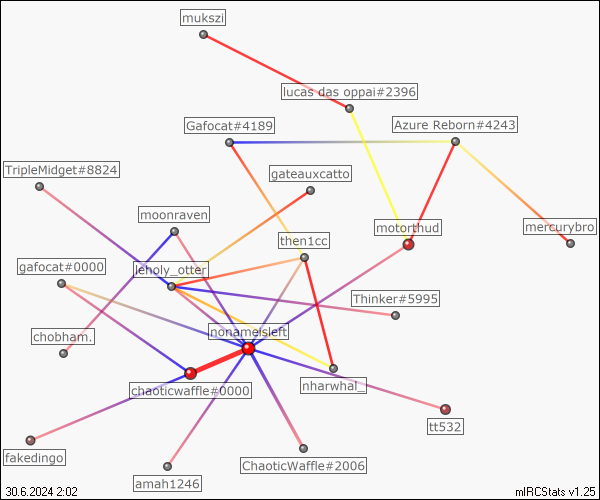 mukszi
lucas das oppai#2396
Gafocat#4189
Azure Reborn#4243
TripleMidget#8824
gateauxcatto
moonraven
motorthud
mercurybro
then1cc
gafocat#0000
leholy_otter
Thinker#5995
chobham.
nonameisleft
chaoticwaffle#0000
nharwhal_
tt532
fakedingo
amah1246
ChaoticWaffle#2006
30.6.2024 2:02
mIRCStats v1.25